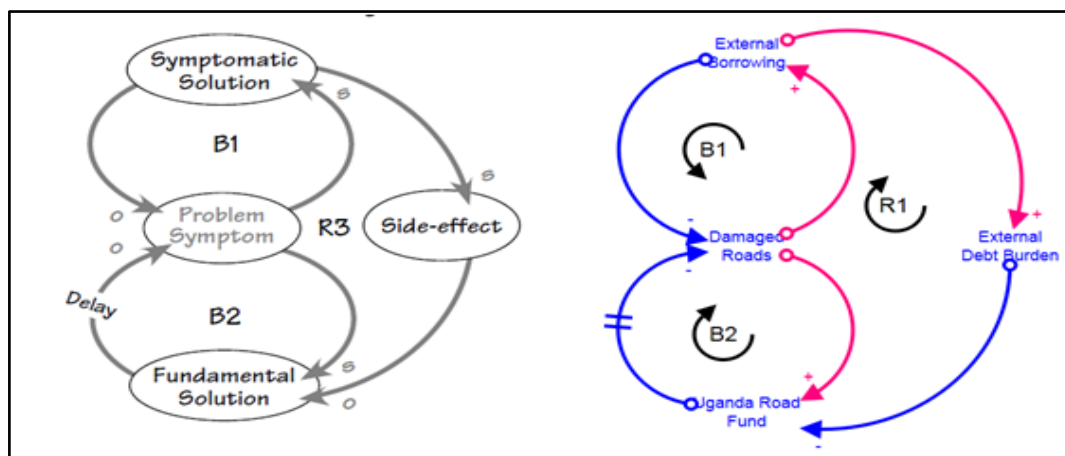 Symptomatic
Solution
S
B1
S
O
Problem
Symptom
R3
Side-effect
O
Delay
B2
Fundamental
Solution
S
O
External
Borrowing
+
B1
R1
-
Damaged
Roads
-
+
External
Debt Burden
B2
+
Uganda Road
Fund
-